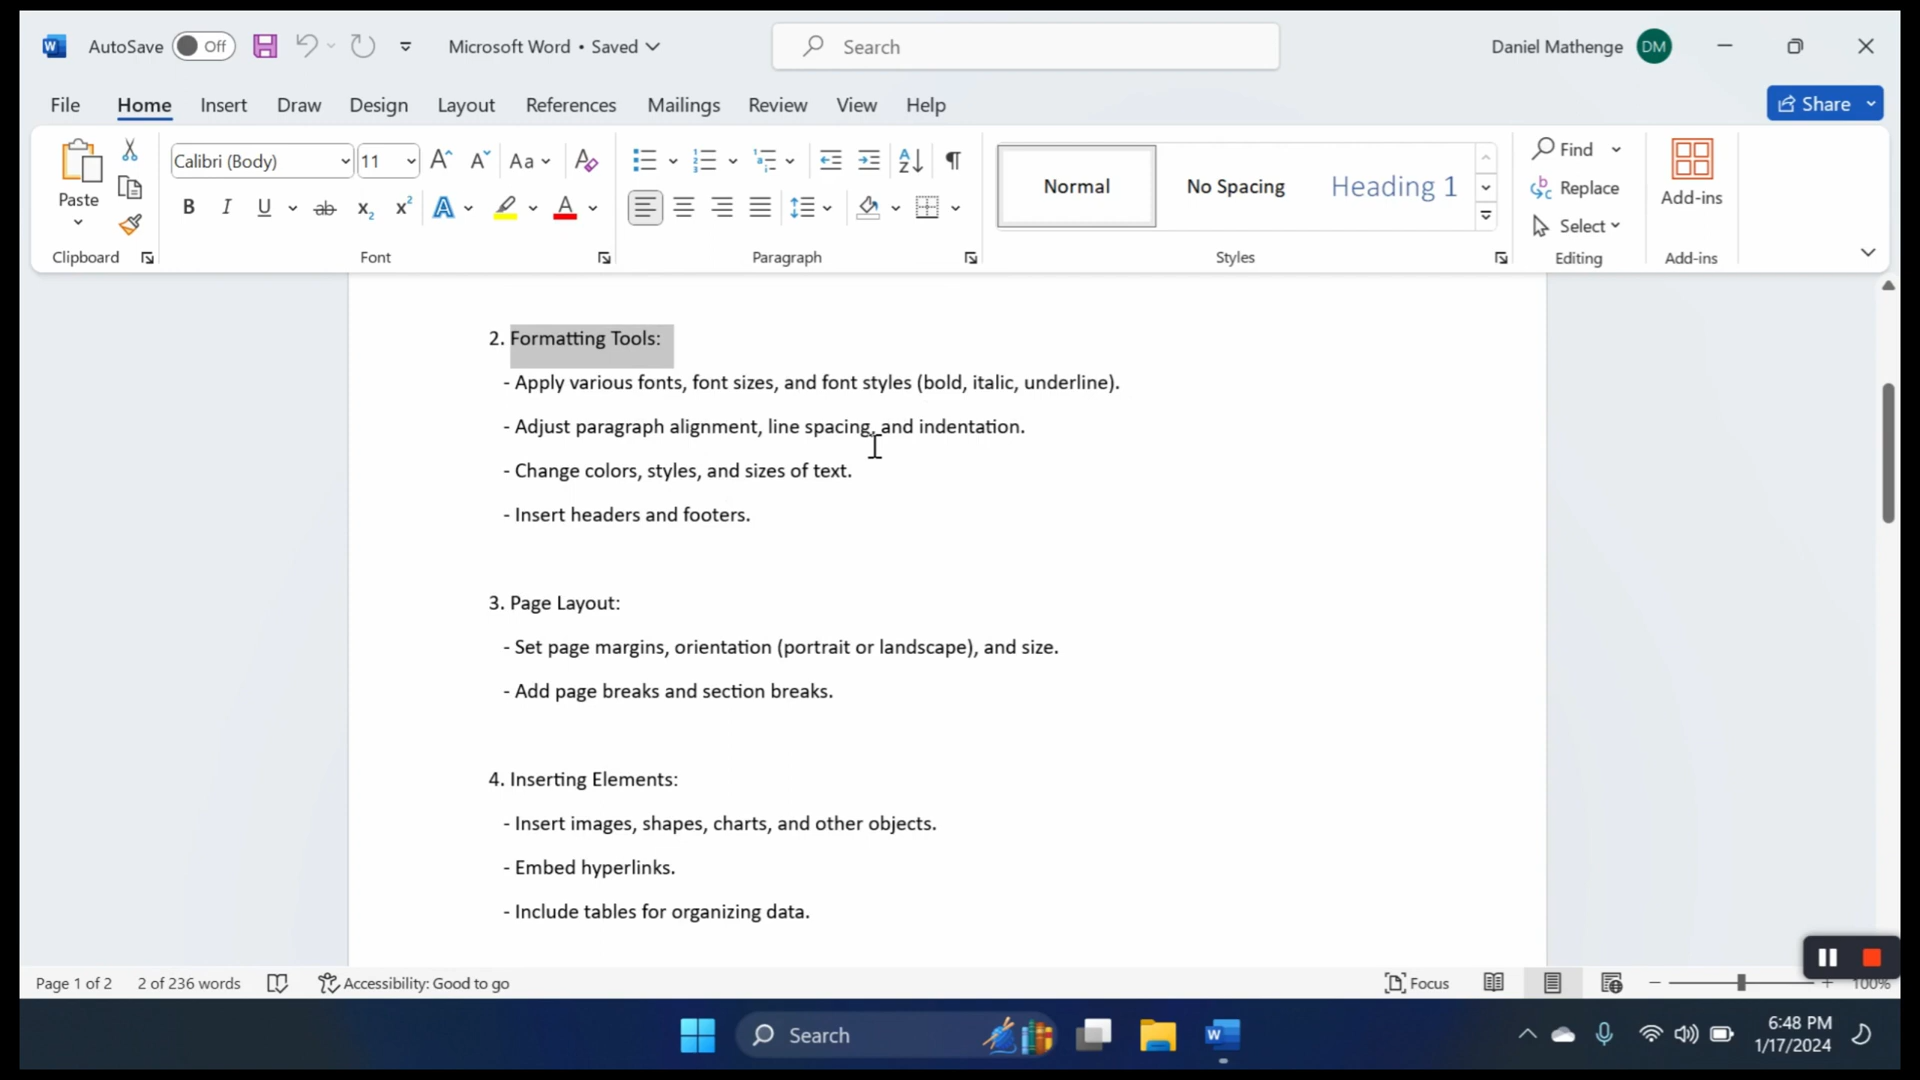 AutoSave Off Microsoft Word • Saved Search Daniel Mathenge DM
File Home Insert Draw Design Layout References Mailings Review View Help Share
Paste Calibri (Body) 11 A A Aa A Normal No Spacing Heading 1 Find Replace Select Add-ins
B I U ab x₂ x² A A
Clipboard Font Paragraph Styles Editing Add-ins
2. Formatting Tools:
- Apply various fonts, font sizes, and font styles (bold, italic, underline).
- Adjust paragraph alignment, line spacing, and indentation.
- Change colors, styles, and sizes of text.
- Insert headers and footers.
3. Page Layout:
- Set page margins, orientation (portrait or landscape), and size.
- Add page breaks and section breaks.
4. Inserting Elements:
- Insert images, shapes, charts, and other objects.
- Embed hyperlinks.
- Include tables for organizing data.
Page 1 of 2 2 of 236 words Accessibility: Good to go Focus 100%
Search 6:48 PM
1/17/2024